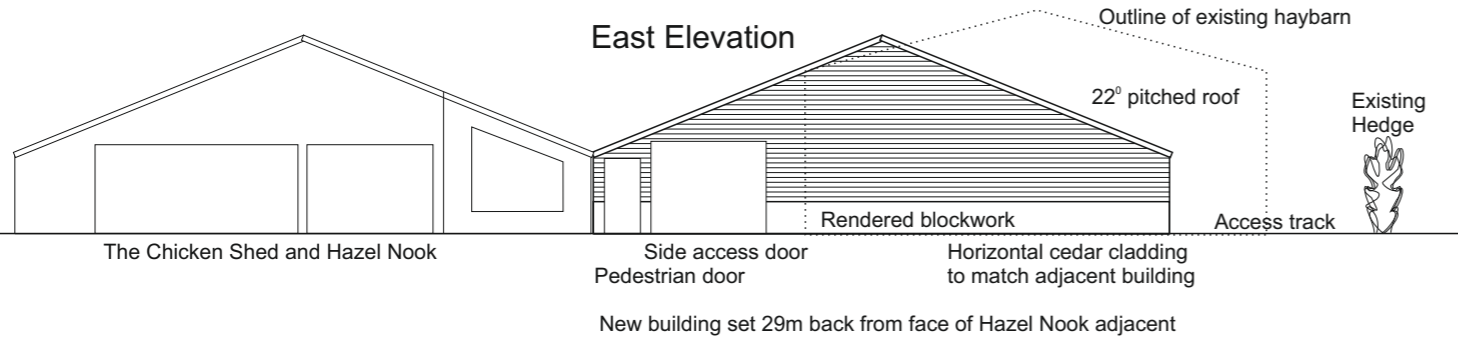 Outline of existing haybarn
East Elevation
22⁰ pitched roof
Existing
Hedge
Rendered blockwork
Access track
The Chicken Shed and Hazel Nook
Side access door
Pedestrian door
Horizontal cedar cladding
to match adjacent building
New building set 29m back from face of Hazel Nook adjacent